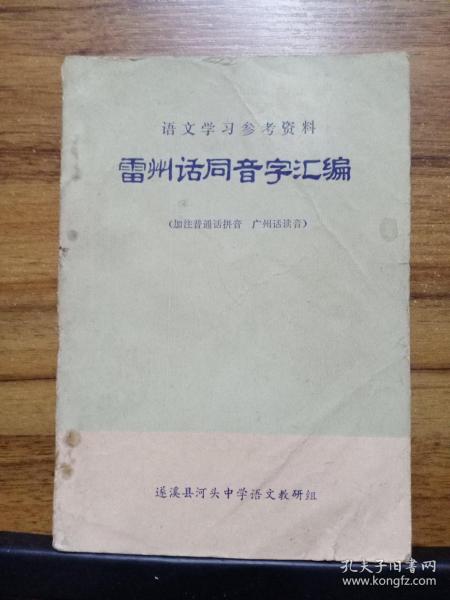 语文学习参考资料
雷州话同音字汇编
（加注普通话拼音 广州话读音）
遂溪县河头中学语文教研组
孔夫子旧书网
www.kongfz.com